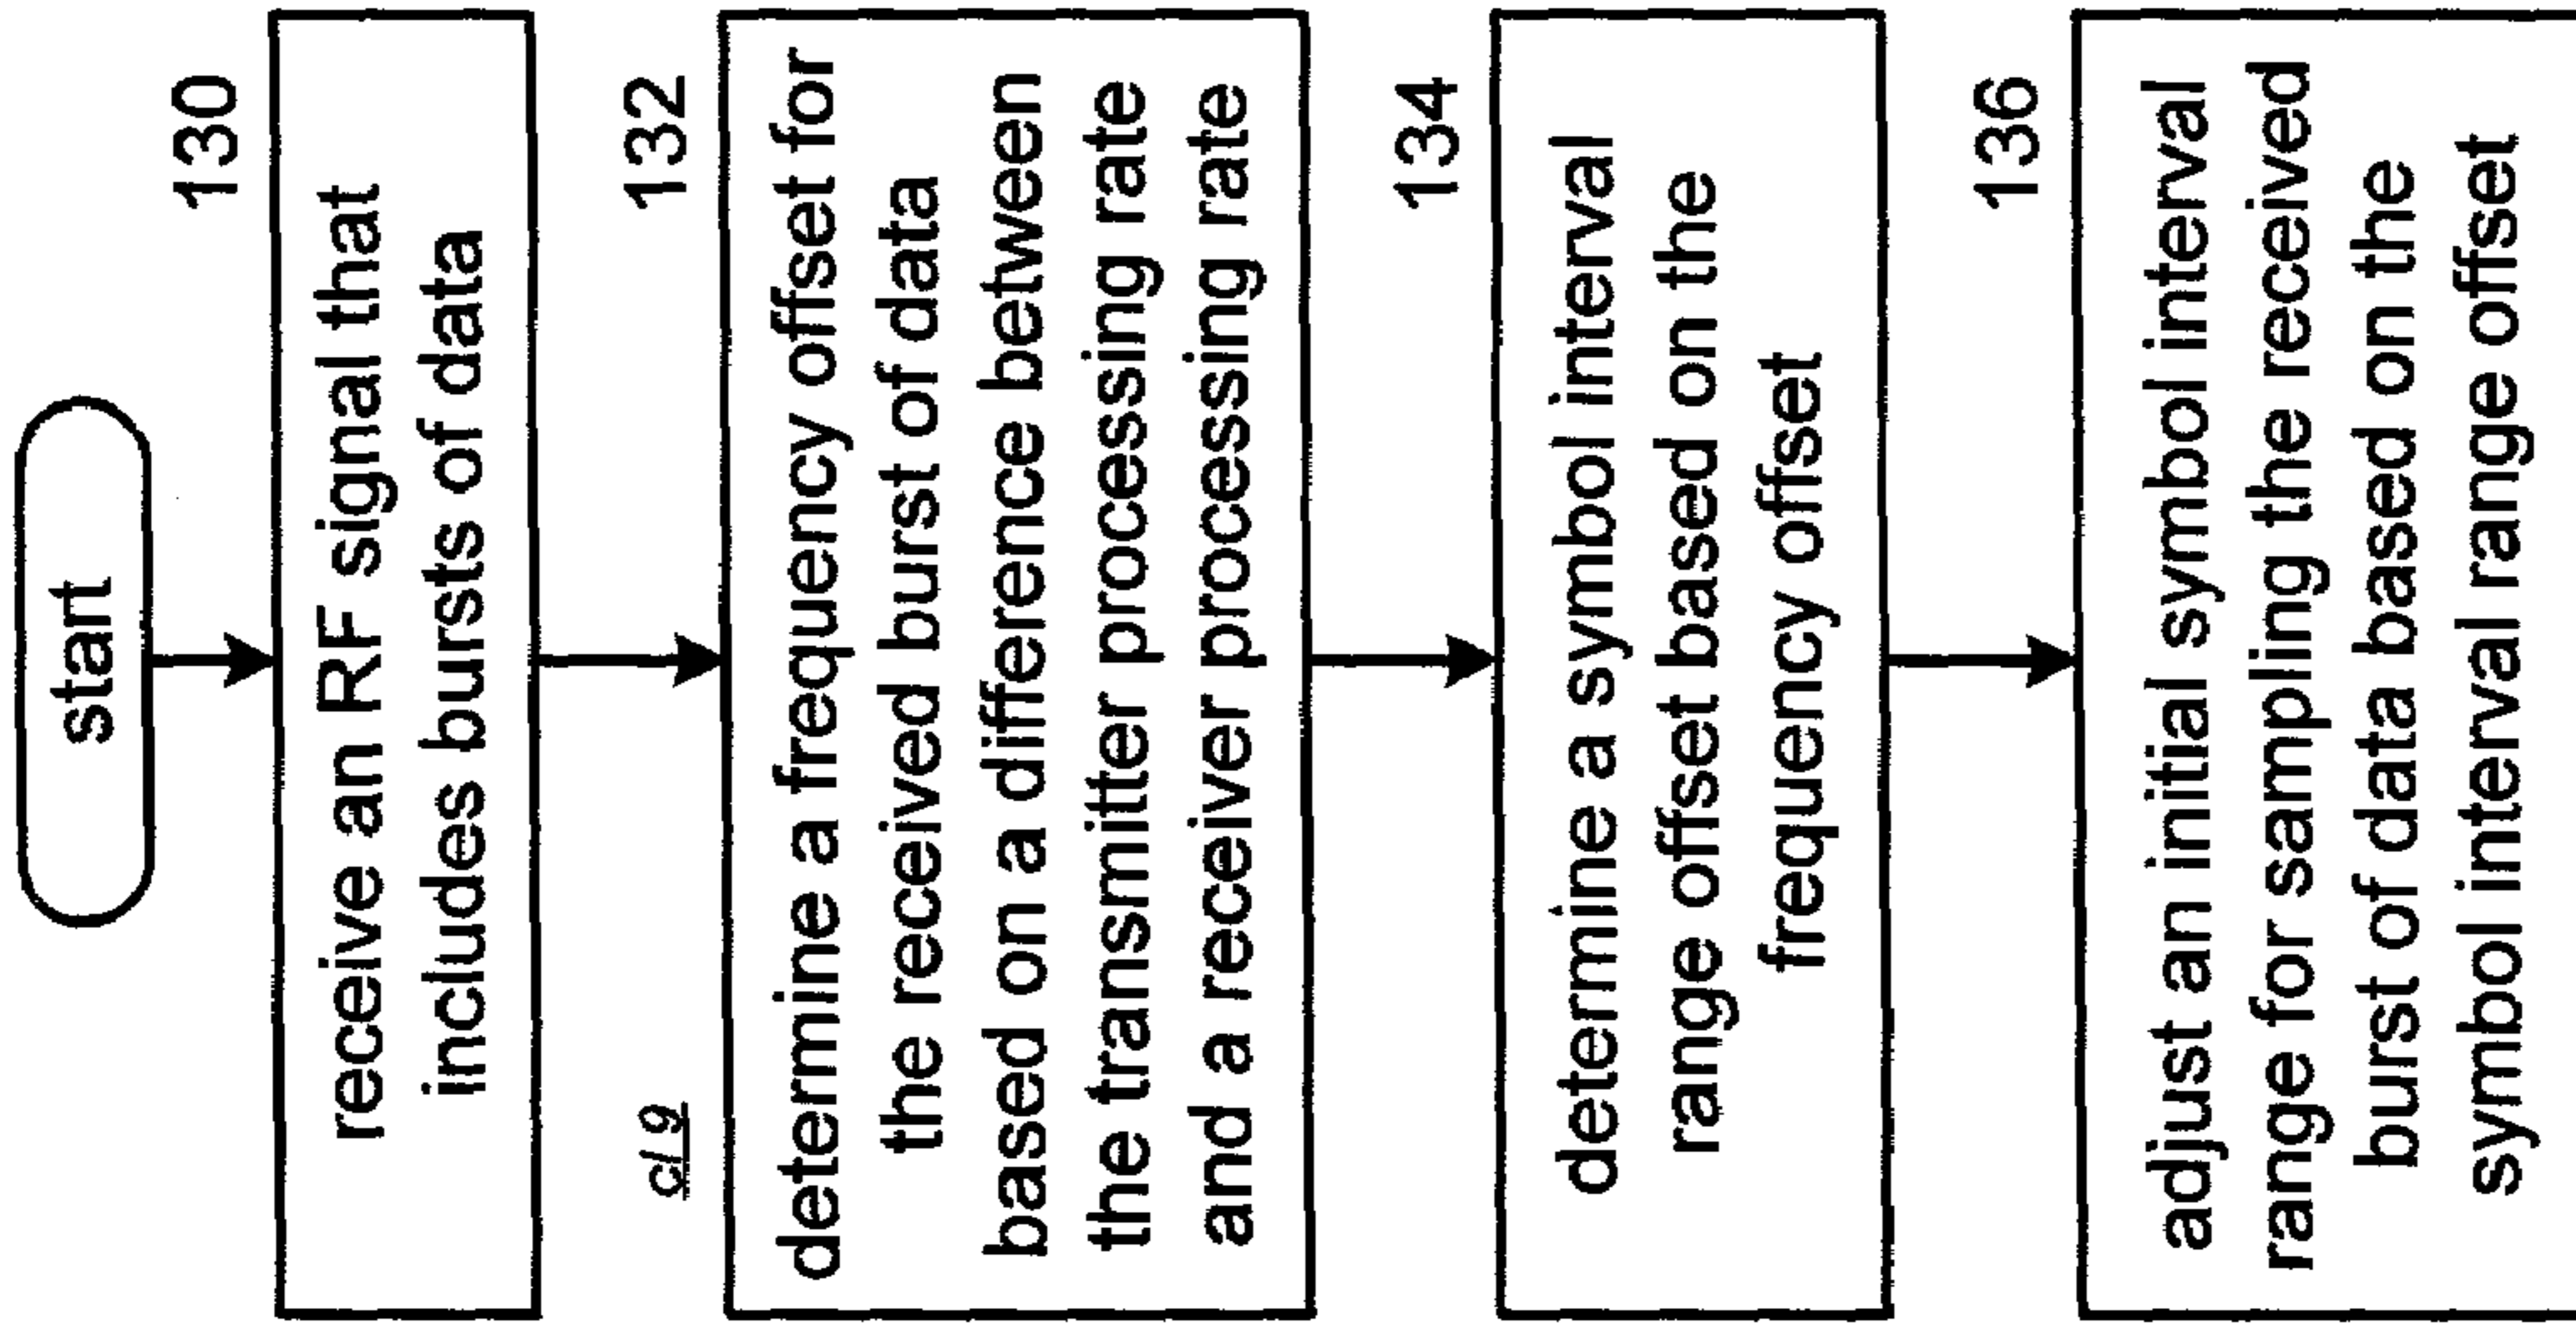 start
130
receive an RF signal that
includes bursts of data
cl 9
132
determine a frequency offset for
the received burst of data
based on a difference between
the transmitter processing rate
and a receiver processing rate
134
determine a symbol interval
range offset based on the
frequency offset
136
adjust an initial symbol interval
range for sampling the received
burst of data based on the
symbol interval range offset